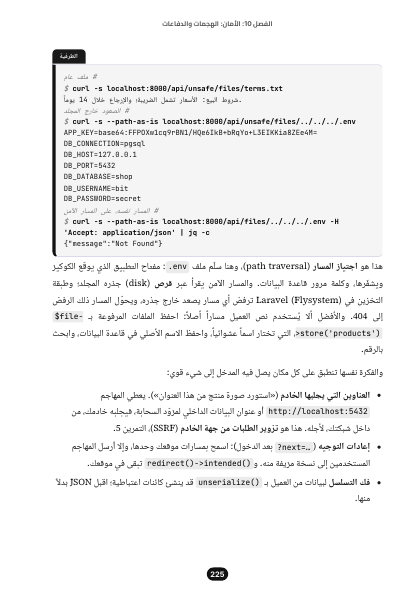 الفصل 10: الأمان: الهجمات والدفاعات
الطرفية
# ملف عام
$ curl -s localhost:8000/api/unsafe/files/terms.txt
شروط البيع: الأسعار تشمل الضريبة؛ والإرجاع خلال 14 يوماً.
# الصعود خارج المجلد
$ curl -s --path-as-is localhost:8000/api/unsafe/files/../../../.env
APP_KEY=base64:FFPOXm1cq9rBN1/HQe6IkB+bRqYo+L3EIKKia8ZEe4M=
DB_CONNECTION=pgsql
DB_HOST=127.0.0.1
DB_PORT=5432
DB_DATABASE=shop
DB_USERNAME=bit
DB_PASSWORD=secret
# المسار نفسه، على المسار الآمن
$ curl -s --path-as-is localhost:8000/api/files/../../../.env -H
'Accept: application/json' | jq -c
{"message":"Not Found"}
هذا هو اجتياز المسار (path traversal)، وهنا سلّم ملف .env : مفتاح التطبيق الذي يوقع الكوكيز
ويشفّرها، وكلمة مرور قاعدة البيانات. والمسار الآمن يقرأ عبر قرص (disk) جذره المجلد؛ وطبقة
التخزين في Laravel (Flysystem) ترفض أي مسار يصعد خارج جذره، ويحوّل المسار ذلك الرفض
إلى 404. والأفضل ألا يُستخدم نص العميل مساراً أصلاً: احفظ الملفات المرفوعة بـ $file-
>store('products')، التي تختار اسماً عشوائياً، واحفظ الاسم الأصلي في قاعدة البيانات، وابحث
بالرقم.
والفكرة نفسها تنطبق على كل مكان يصل فيه المدخل إلى شيء قوي:
• العناوين التي يجلبها الخادم («استورد صورة منتج من هذا العنوان»). يعطي المهاجم
http://localhost:5432 أو عنوان البيانات الداخلي لمزوّد السحابة، فيجلبه خادمك، من
داخل شبكتك، لأجله. هذا هو تزوير الطلبات من جهة الخادم (SSRF)، التمرين 5.
• إعادات التوجيه ( ?next=… بعد الدخول): اسمح بمسارات موقعك وحدها، وإلا أرسل المهاجم
المستخدمين إلى نسخة مزيفة منه. و redirect()->intended() تبقى في موقعك.
• فك التسلسل لبيانات من العميل بـ unserialize() قد ينشئ كائنات اعتباطية؛ اقبل JSON بدلاً
منها.
225